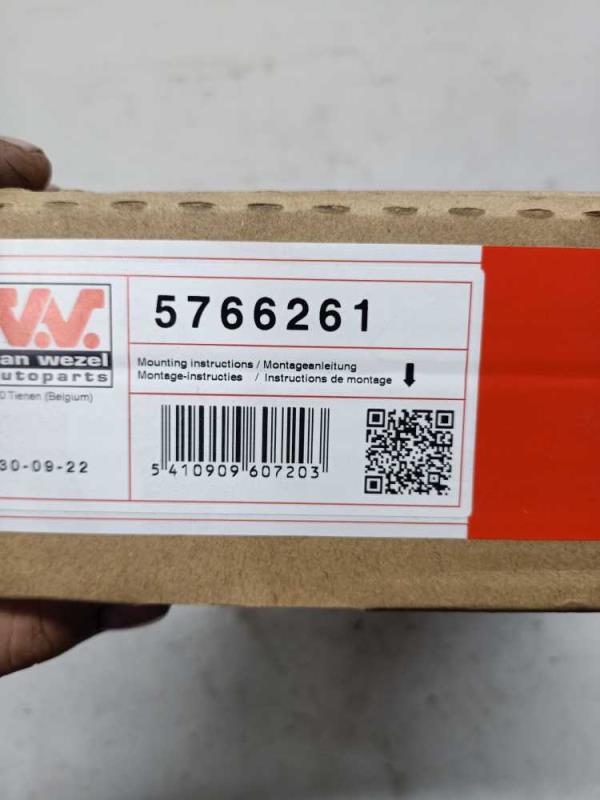 5766261
an wezel
utoparts
0 Tienen (Belgium)
30-09-22
Mounting instructions / Montageanleitung
Montage-instructies / Instructions de montage
5 410909 607203